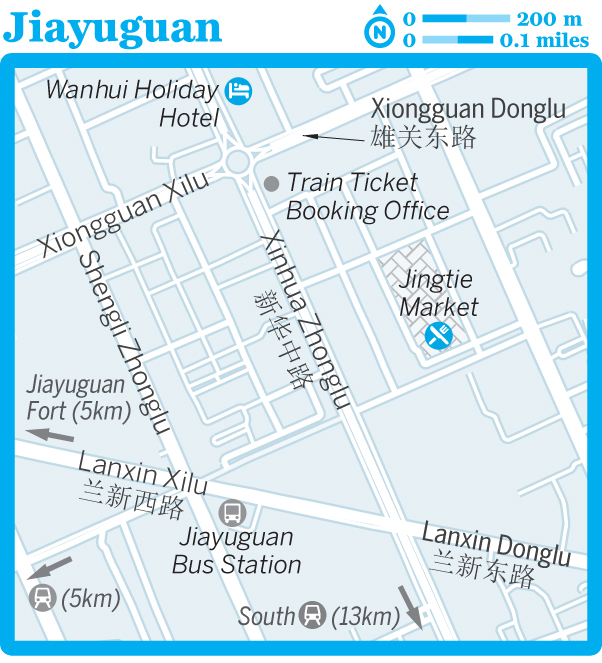 Jiayuguan
N
0 200 m
0 0.1 miles
Wanhui Holiday
Hotel
Xiongguan Donglu
雄关东路
Train Ticket
Booking Office
Xiongguan Xilu
Shengli Zhonglu
Xinhua Zhonglu
新华中路
Jingtie
Market
Jiayuguan
Fort (5km)
Lanxin Xilu
兰新西路
Jiayuguan
Bus Station
Lanxin Donglu
兰新东路
(5km)
South (13km)